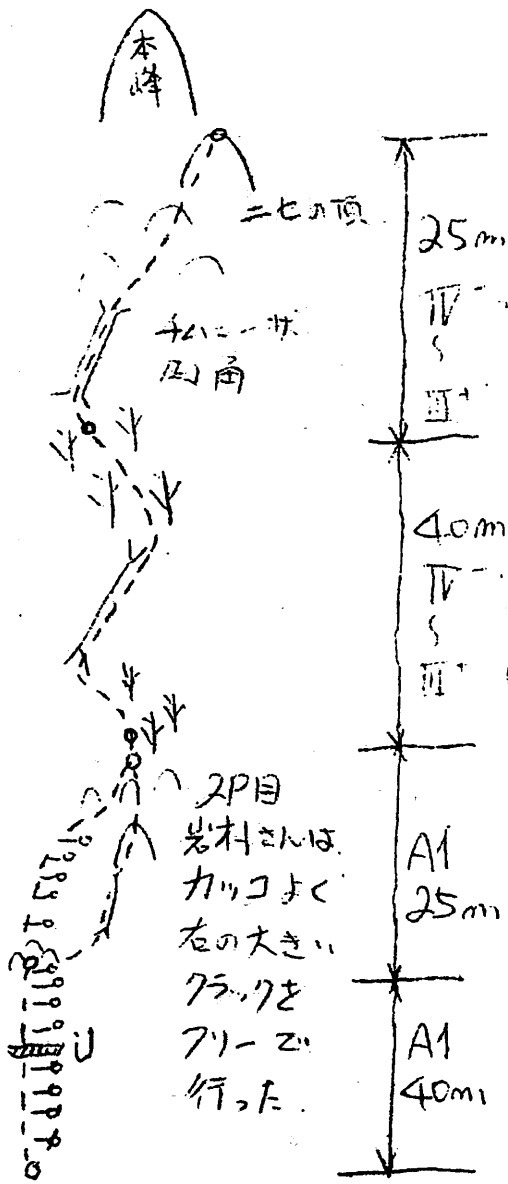 本
峰
ニセの頂
チムニー状
凹角
25m
IV⁻
～
III⁺
40m
IV⁻
～
III⁺
2P目
岩村さんは
カッコよく
右の大きい
クラックを
フリーで
行った.
A1
25m
A1
40m